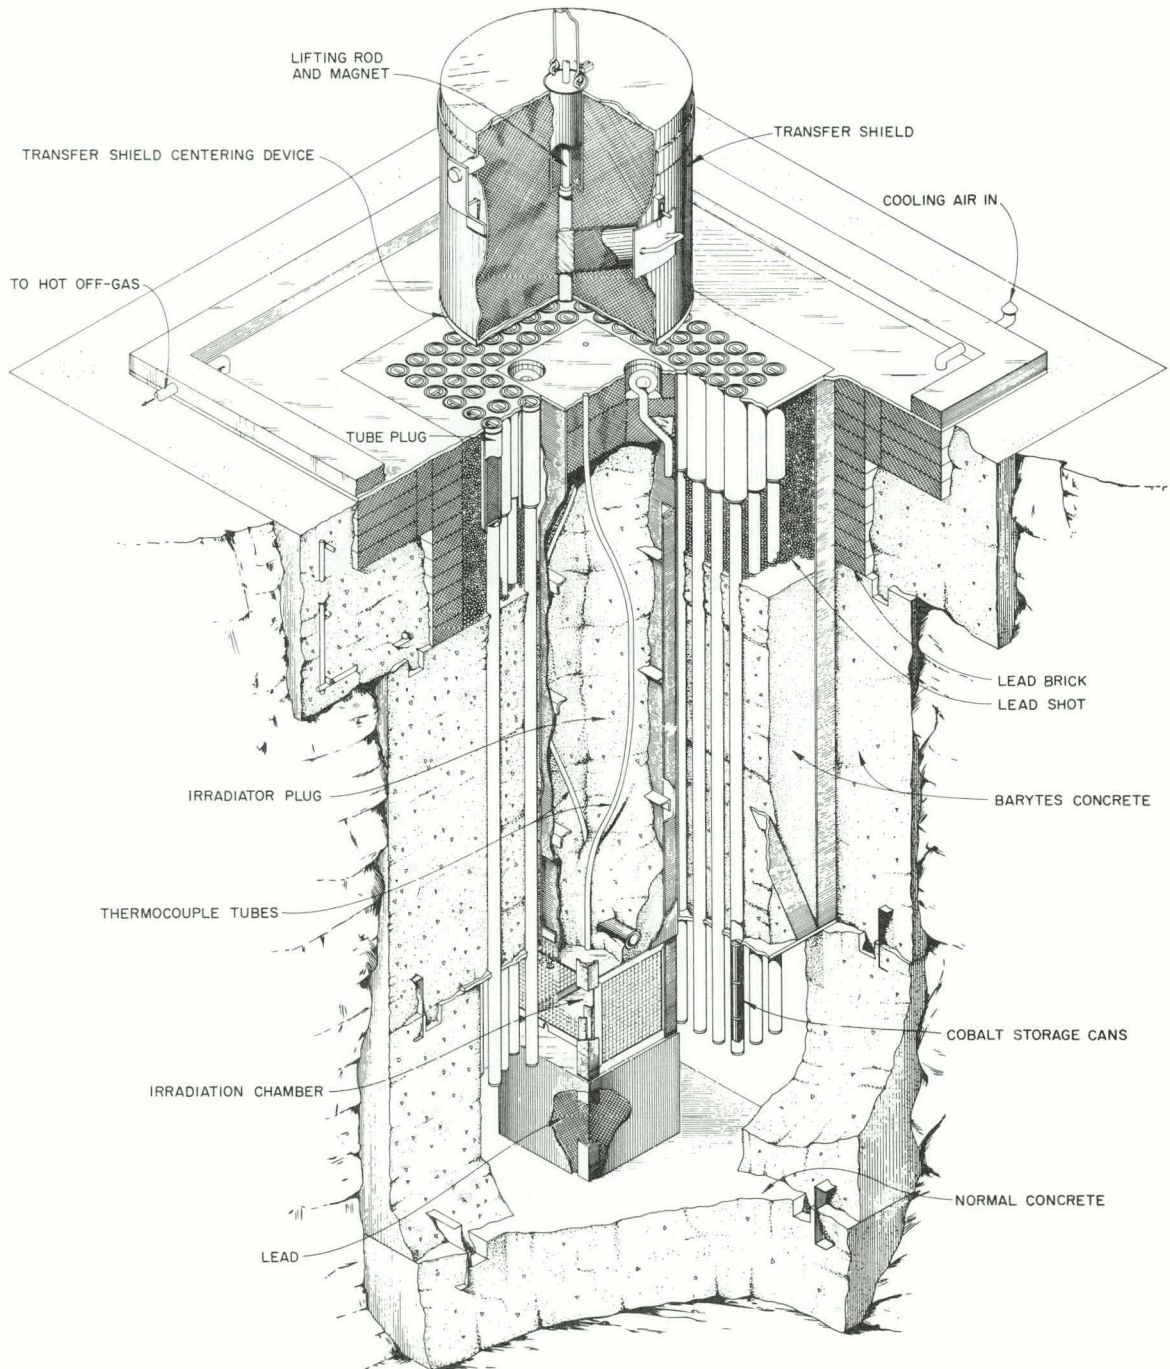 LIFTING ROD
AND MAGNET
TRANSFER SHIELD
TRANSFER SHIELD CENTERING DEVICE
COOLING AIR IN
TO HOT OFF-GAS
TUBE PLUG
LEAD BRICK
LEAD SHOT
IRRADIATOR PLUG
BARYTES CONCRETE
THERMOCOUPLE TUBES
COBALT STORAGE CANS
IRRADIATION CHAMBER
NORMAL CONCRETE
LEAD